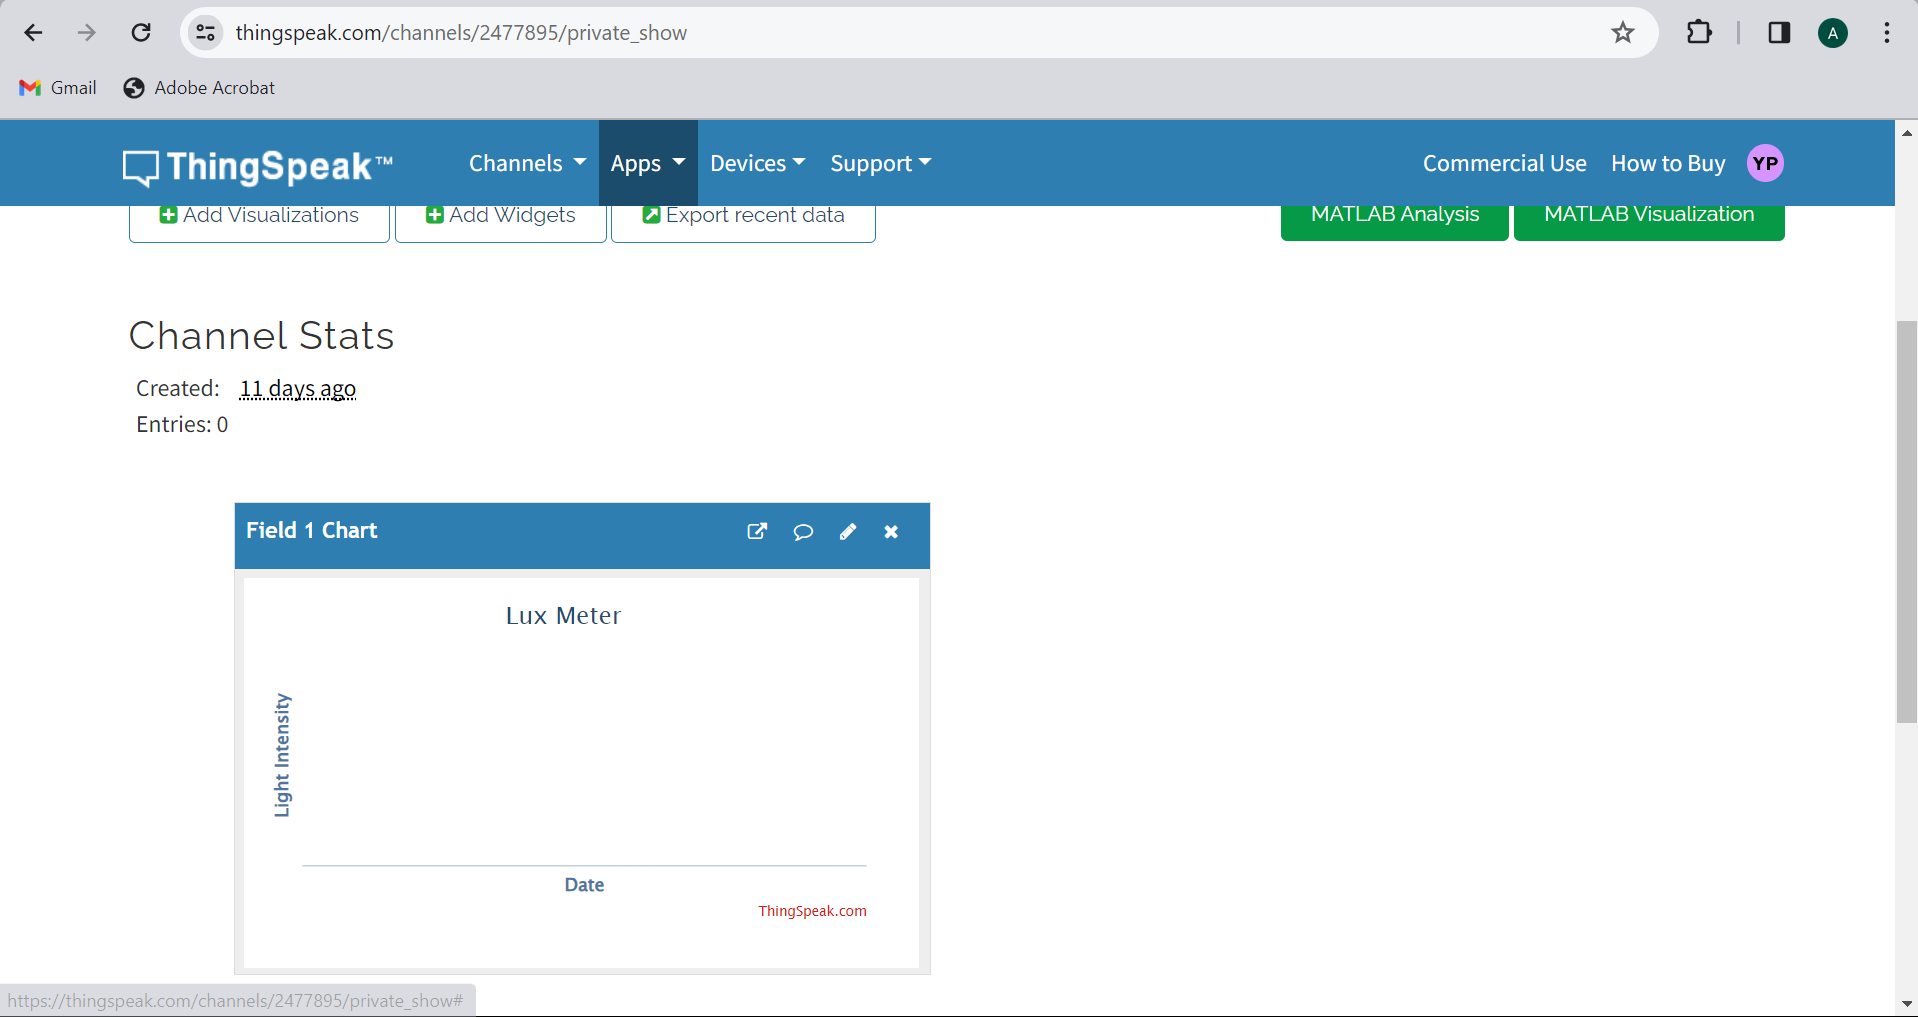 thingspeak.com/channels/2477895/private_show
A
Gmail
Adobe Acrobat
ThingSpeak™
Channels
Apps
Devices
Support
Commercial Use
How to Buy
YP
Add Visualizations
Add Widgets
Export recent data
MATLAB Analysis
MATLAB Visualization
Channel Stats
Created: 11 days ago
Entries: 0
Field 1 Chart
Lux Meter
Light Intensity
Date
ThingSpeak.com
https://thingspeak.com/channels/2477895/private_show#